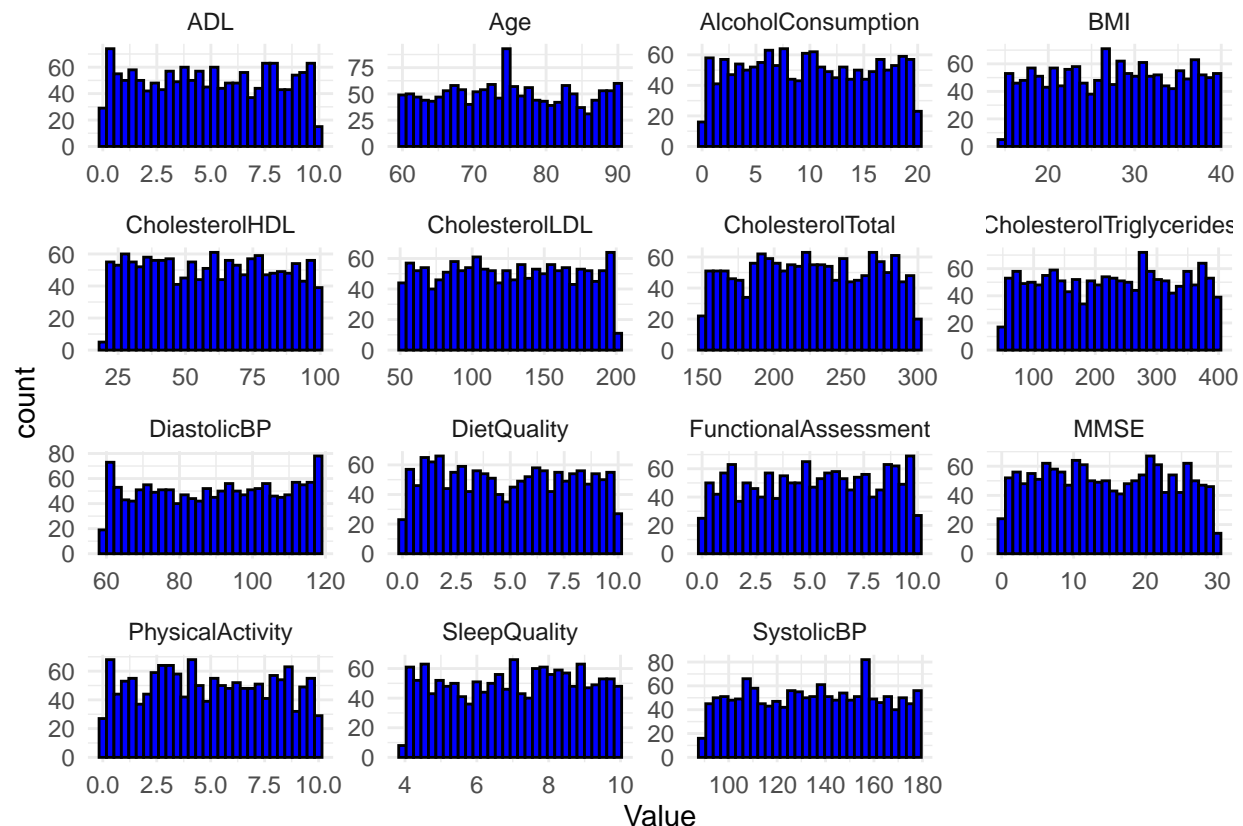 ADL Age AlcoholConsumption BMI
75
60 60 60
40 50 40 40
20 25 20 20
0 0 0 0
0.0 2.5 5.0 7.5 10.0 60 70 80 90 0 5 10 15 20 20 30 40
CholesterolHDL CholesterolLDL CholesterolTotal CholesterolTriglycerides
60 60 60 60
40 40 40 40
20 20 20 20
0 0 0 0
25 50 75 100 50 100 150 200 150 200 250 300 100 200 300 400
count
DiastolicBP DietQuality FunctionalAssessment MMSE
80
60 60 60 60
40 40 40 40
20 20 20 20
0 0 0 0
60 80 100 120 0.0 2.5 5.0 7.5 10.0 0.0 2.5 5.0 7.5 10.0 0 10 20 30
PhysicalActivity SleepQuality SystolicBP
80
60 60 60
40 40 40
20 20 20
0 0 0
0.0 2.5 5.0 7.5 10.0 4 6 8 10 100 120 140 160 180
Value